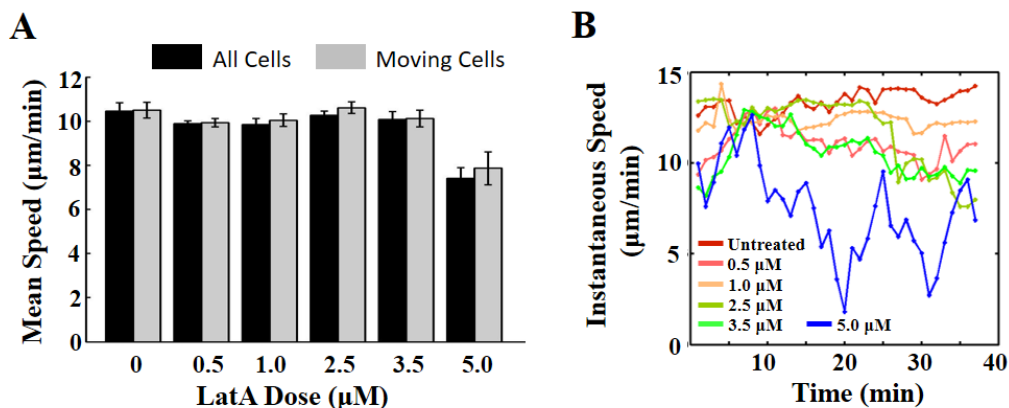 A
All Cells
Moving Cells
Mean Speed (μm/min)
12
10
8
6
4
2
0
0 0.5 1.0 2.5 3.5 5.0
LatA Dose (μM)
B
Instantaneous Speed
(μm/min)
15
10
5
0
Untreated
0.5 μM
1.0 μM
2.5 μM
3.5 μM 5.0 μM
10 20 30 40
Time (min)